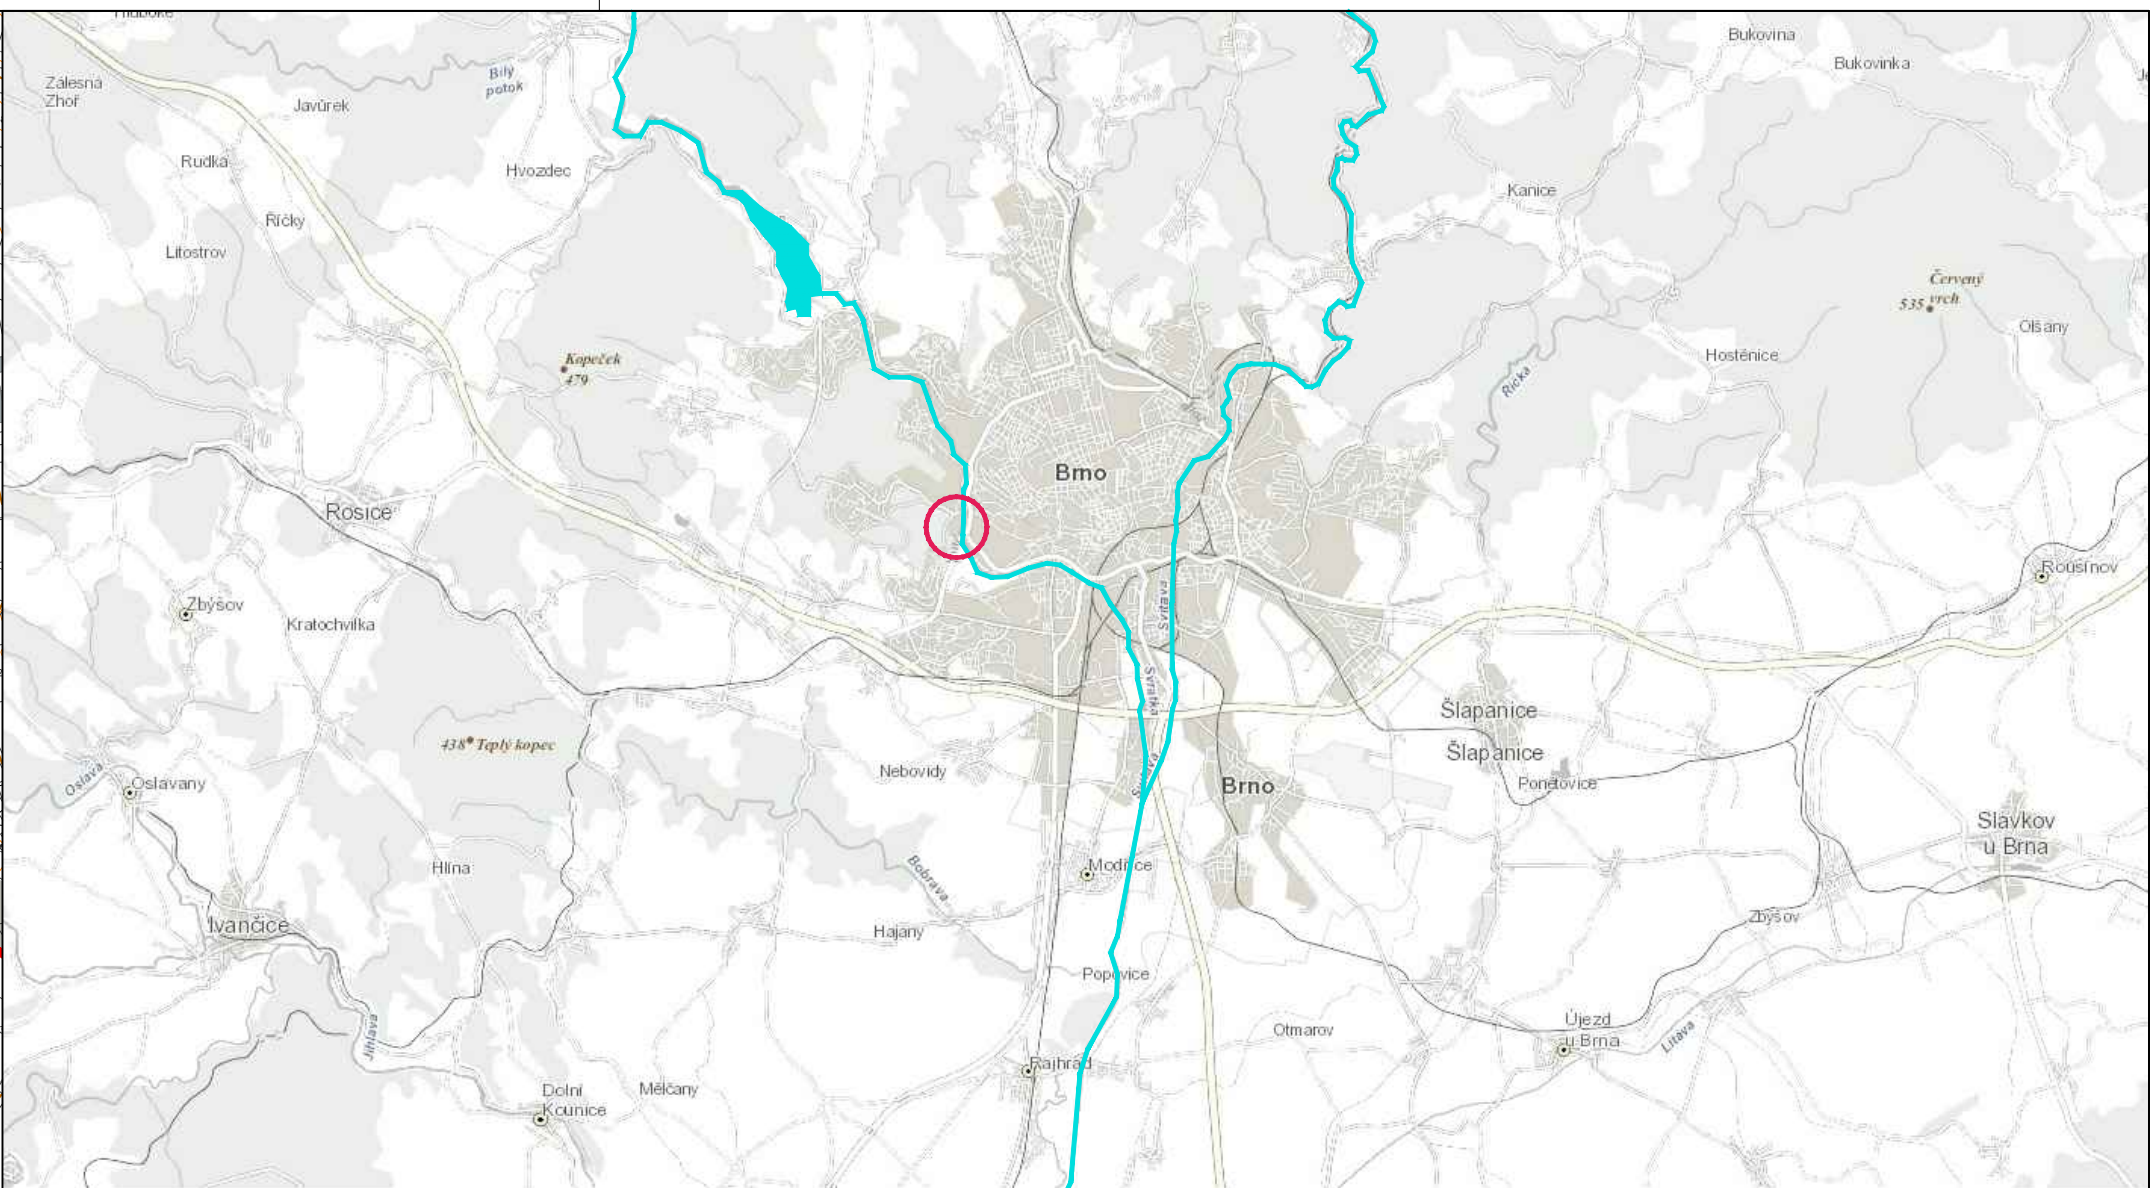 Bukovina
Bukovinka
Zálesná
Zhoř
Bílý
potok
Javůrek
Rudka
Hvozdec
Kanice
Říčky
Litostrov
Červený
vrch
535
Olšany
Kopeček
479
Hostěnice
Říčka
Brno
Rosice
Rousínov
Zbýšov
Kratochvilka
Svitava
Svratka
Šlapanice
438 Teplý kopec
Šlapanice
Nebovidy
Oslava
Oslavany
Brno
Ponětovice
Slavkov
u Brna
Hlína
Modřice
Bobrava
Ivančice
Hajany
Zbýšov
Popovice
Jihlava
Otmarov
Újezd
u Brna
Litava
Rajhrad
Dolní
Kounice
Mělčany